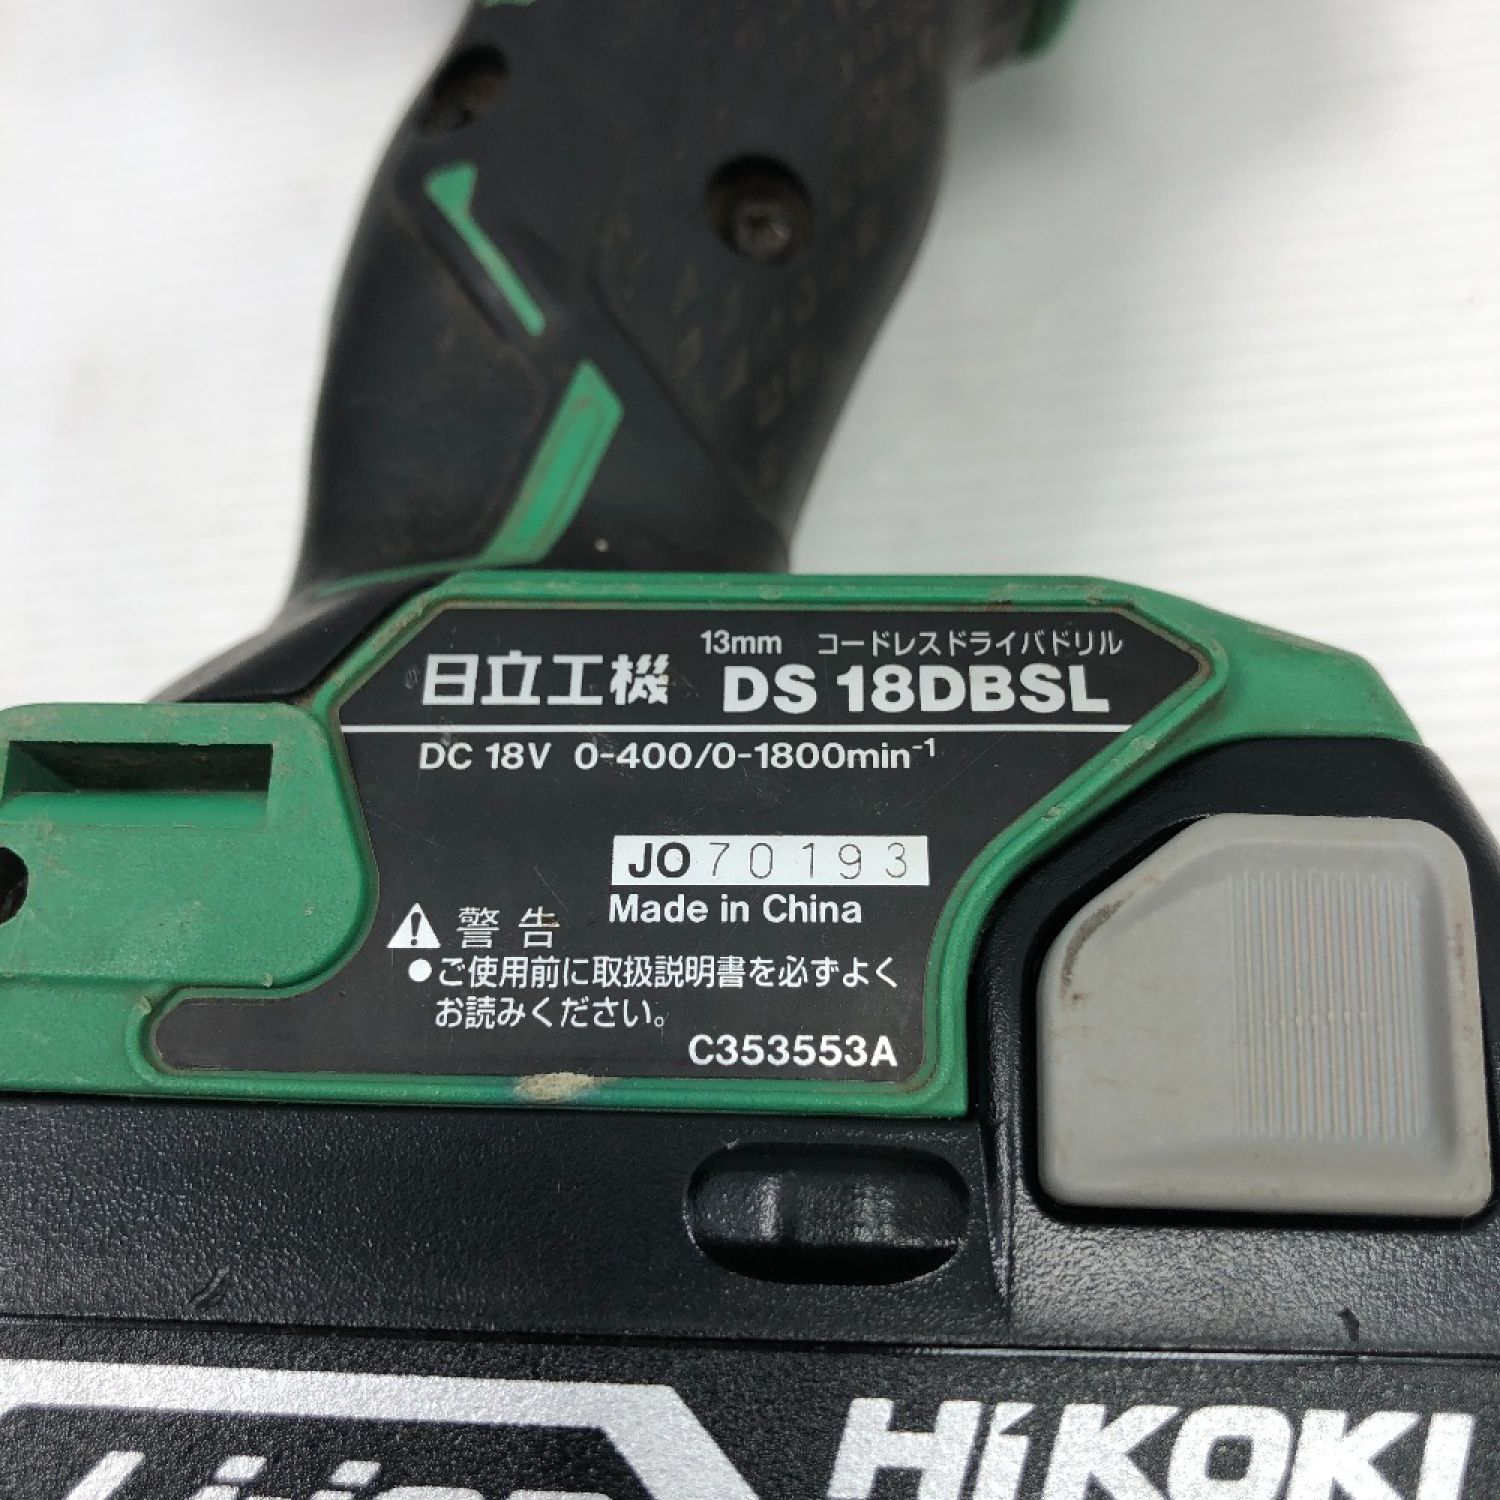 13mm コードレスドライバドリル
日立工機 DS 18DBSL
DC 18V 0-400/0-1800min⁻¹
JO70193
Made in China
警告
●ご使用前に取扱説明書を必ずよく
お読みください。
C353553A
HiKOKI